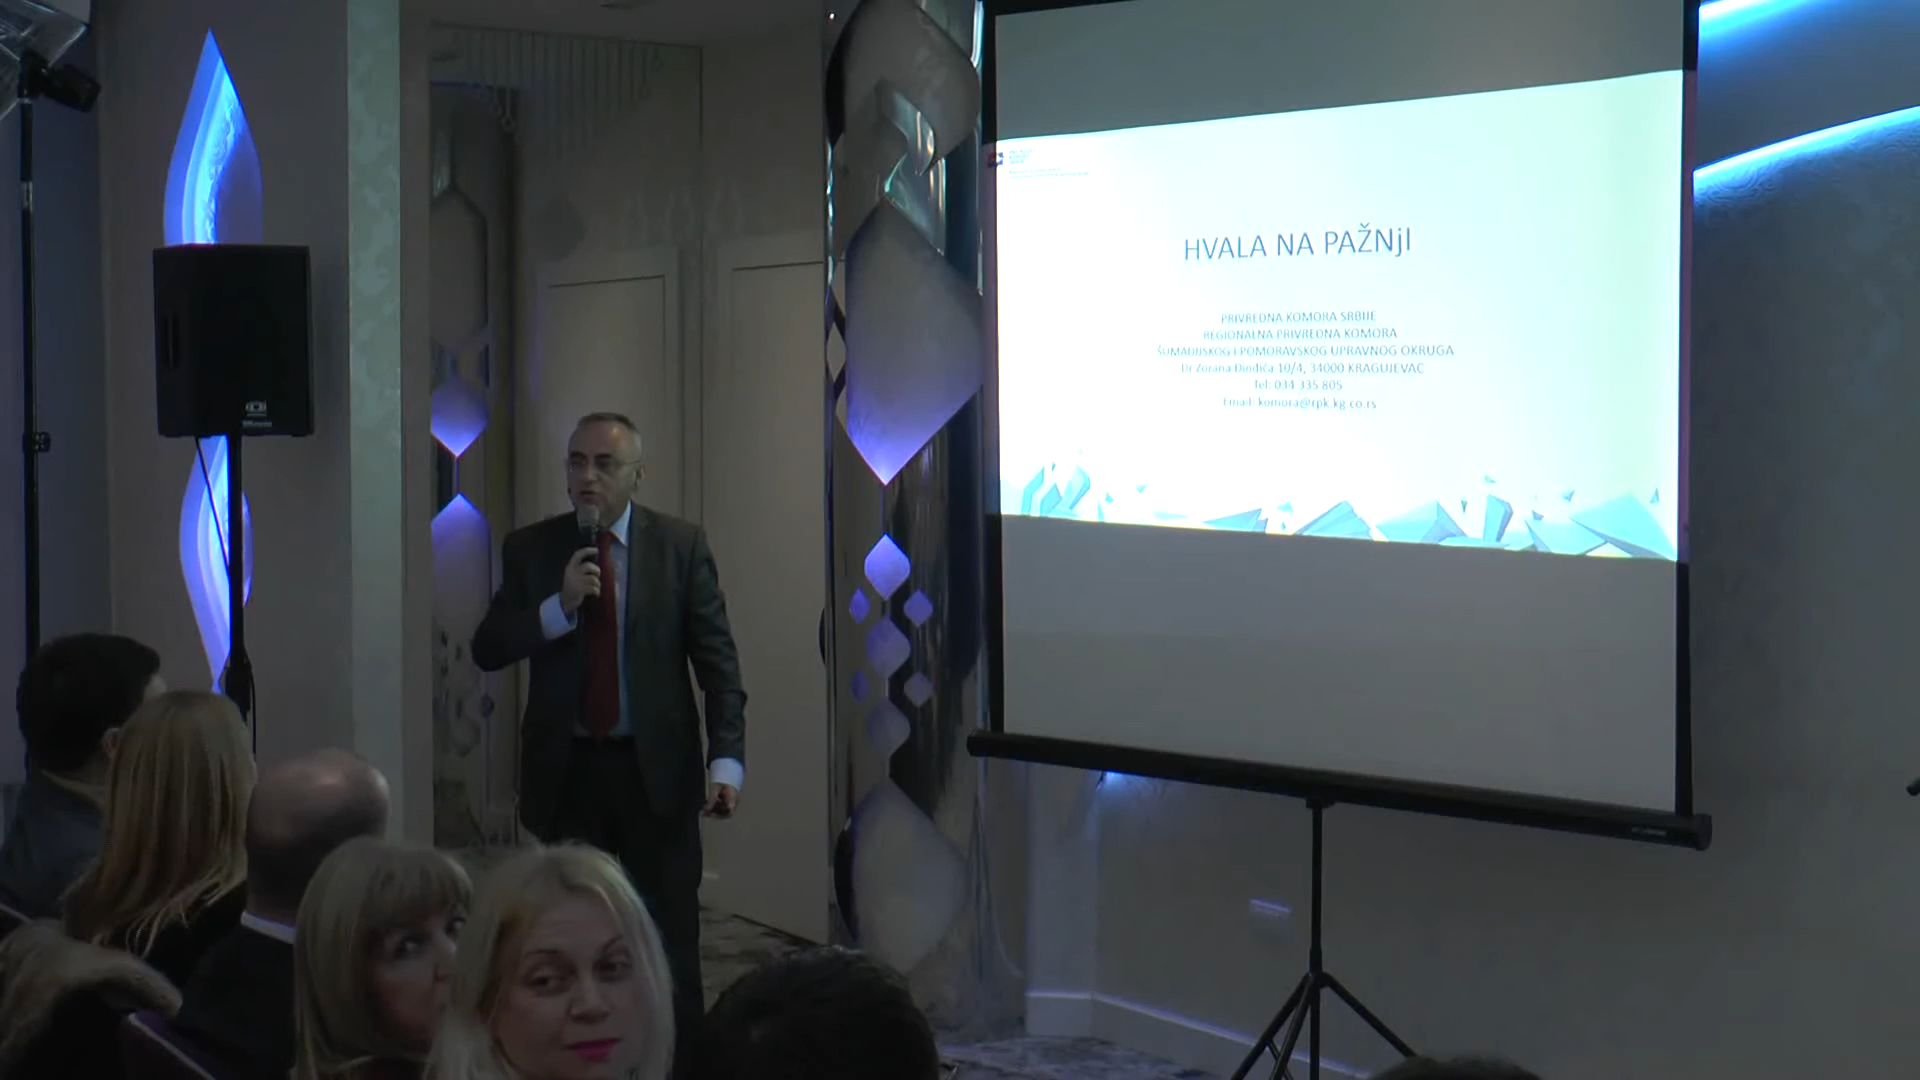 HVALA NA PAŽNjI
PRIVREDNA KOMORA SRBIJE
REGIONALNA PRIVREDNA KOMORA
ŠUMADIJSKOG I POMORAVSKOG UPRAVNOG OKRUGA
Dr Zorana Đinđića 10/4, 34000 KRAGUJEVAC
Tel: 034 335 805
Email: komora@rpk.kg.co.rs